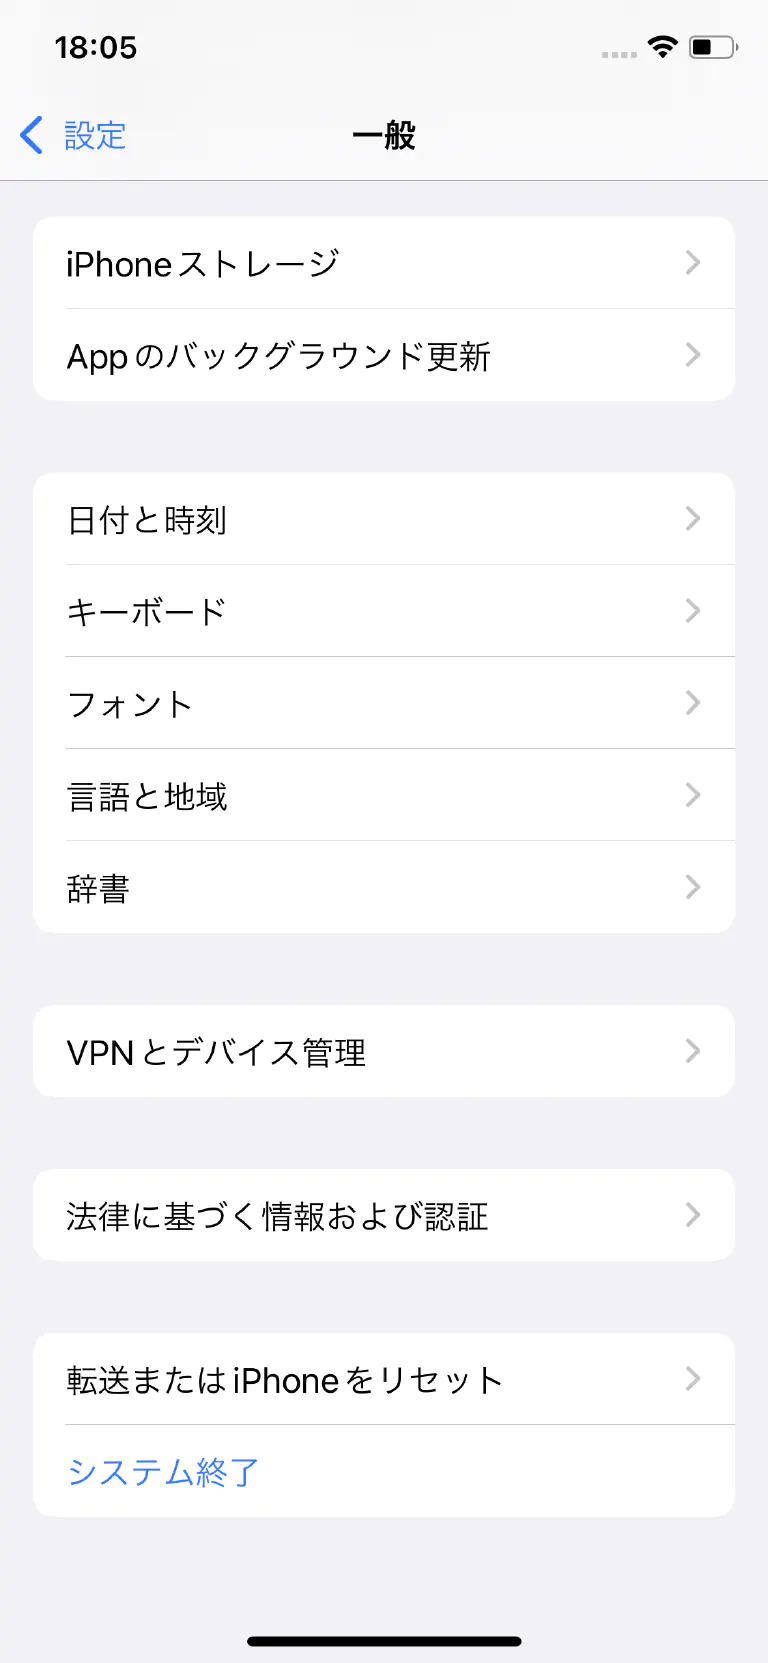 18:05
設定
一般
iPhoneストレージ
Appのバックグラウンド更新
日付と時刻
キーボード
フォント
言語と地域
辞書
VPNとデバイス管理
法律に基づく情報および認証
転送またはiPhoneをリセット
システム終了